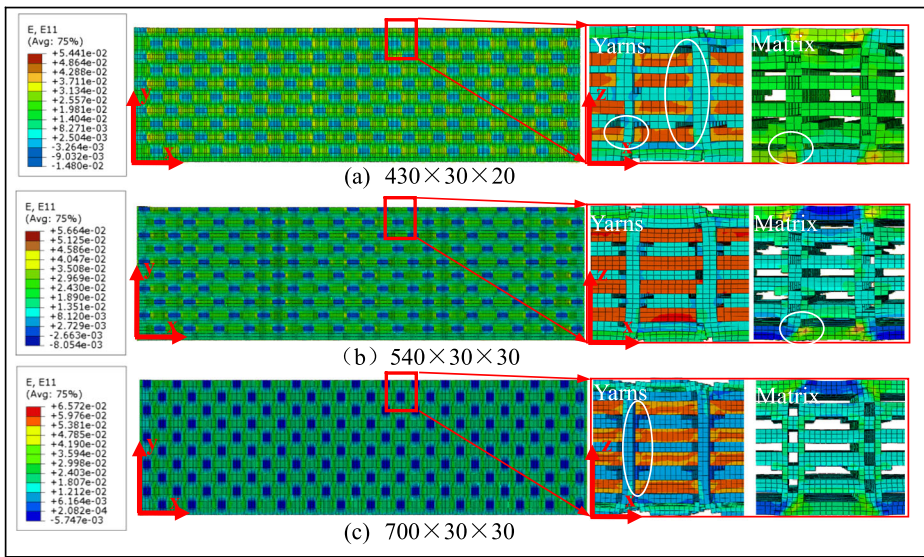 E, E11
(Avg: 75%)
+5.441e-02
+4.864e-02
+4.288e-02
+3.711e-02
+3.134e-02
+2.557e-02
+1.981e-02
+1.404e-02
+8.271e-03
+2.504e-03
-3.264e-03
-9.032e-03
-1.480e-02
y
x
Yarns
Matrix
z
x
(a) 430×30×20
E, E11
(Avg: 75%)
+5.664e-02
+5.125e-02
+4.586e-02
+4.047e-02
+3.508e-02
+2.969e-02
+2.430e-02
+1.890e-02
+1.351e-02
+8.120e-03
+2.729e-03
-2.663e-03
-8.054e-03
y
x
Yarns
Matrix
z
x
(b) 540×30×30
E, E11
(Avg: 75%)
+6.572e-02
+5.976e-02
+5.381e-02
+4.785e-02
+4.190e-02
+3.594e-02
+2.998e-02
+2.403e-02
+1.807e-02
+1.212e-02
+6.164e-03
+2.082e-04
-5.747e-03
y
x
Yarns
Matrix
z
x
(c) 700×30×30